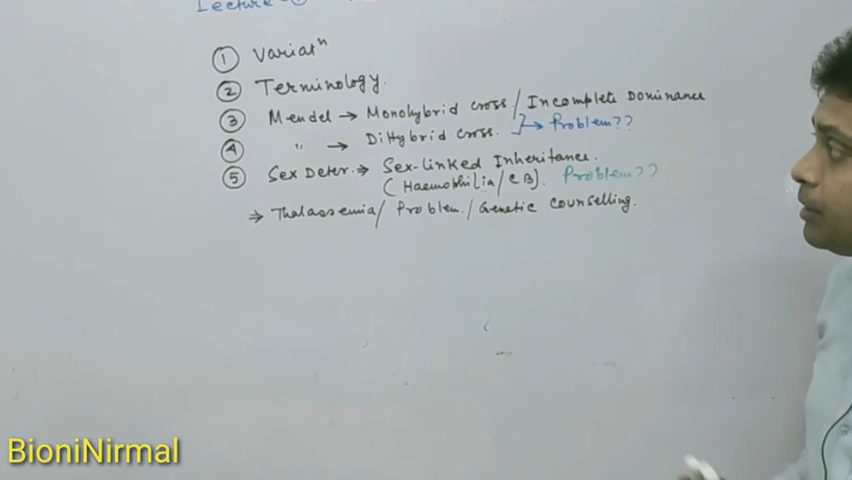 Lecture - ①
① Variatⁿ
② Terminology.
③ Mendel → Monohybrid cross / Incomplete Dominance
④ " → Dihybrid cross. → Problem??
⑤ Sex Deter. ⇒ Sex-linked Inheritance.
(Haemophilia/CB). Problem??
⇒ Thalassemia/ Problem./ Genetic counselling.
BioniNirmal